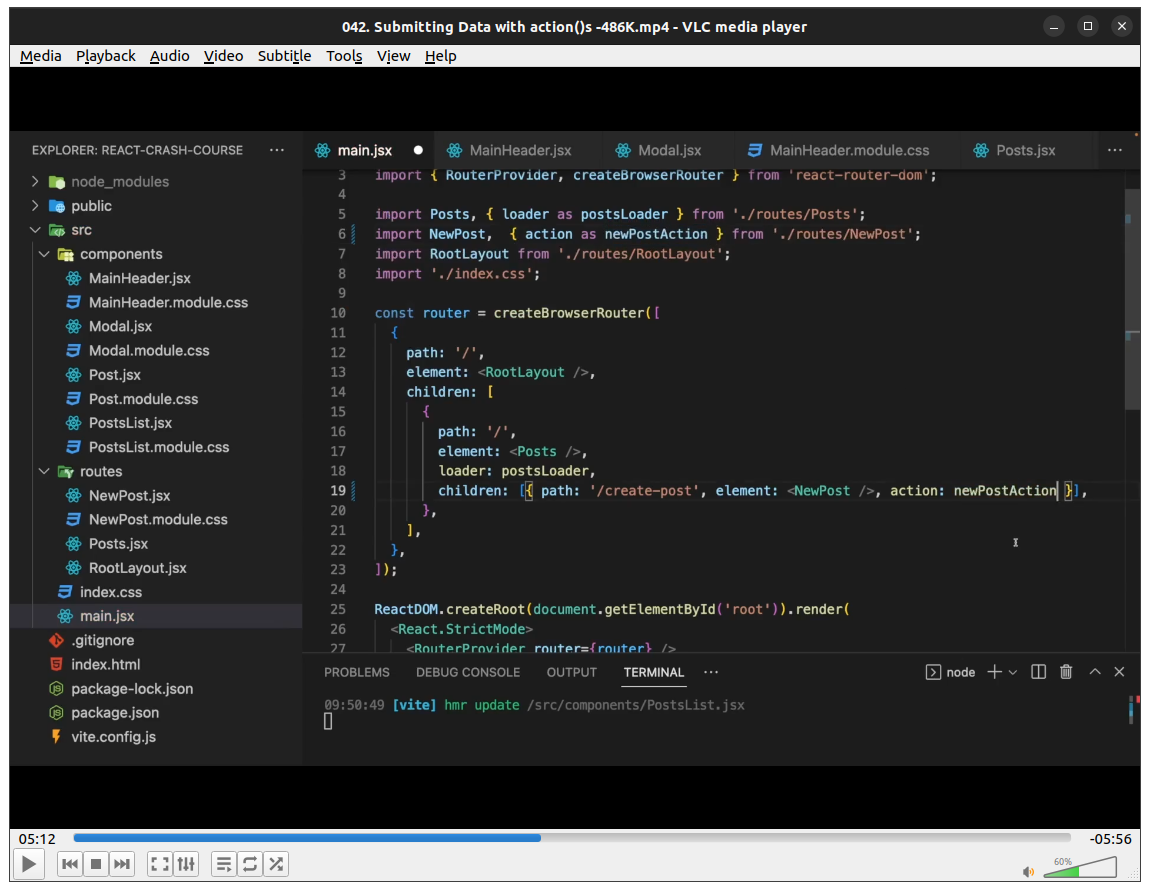 042. Submitting Data with action()s -486K.mp4 - VLC media player
Media Playback Audio Video Subtitle Tools View Help
EXPLORER: REACT-CRASH-COURSE ···
node_modules
public
src
components
MainHeader.jsx
MainHeader.module.css
Modal.jsx
Modal.module.css
Post.jsx
Post.module.css
PostsList.jsx
PostsList.module.css
routes
NewPost.jsx
NewPost.module.css
Posts.jsx
RootLayout.jsx
index.css
main.jsx
.gitignore
index.html
package-lock.json
package.json
vite.config.js
main.jsx MainHeader.jsx Modal.jsx MainHeader.module.css Posts.jsx ···
3 import { RouterProvider, createBrowserRouter } from 'react-router-dom';
4
5 import Posts, { loader as postsLoader } from './routes/Posts';
6 import NewPost,  { action as newPostAction } from './routes/NewPost';
7 import RootLayout from './routes/RootLayout';
8 import './index.css';
9
10 const router = createBrowserRouter([
11   {
12     path: '/',
13     element: <RootLayout />,
14     children: [
15       {
16         path: '/',
17         element: <Posts />,
18         loader: postsLoader,
19         children: [{ path: '/create-post', element: <NewPost />, action: newPostAction }],
20       },
21     ],
22   },
23 ]);
24
25 ReactDOM.createRoot(document.getElementById('root')).render(
26   <React.StrictMode>
27     <RouterProvider router={router} />
PROBLEMS DEBUG CONSOLE OUTPUT TERMINAL ··· node
09:50:49 [vite] hmr update /src/components/PostsList.jsx
05:12 -05:56
60%